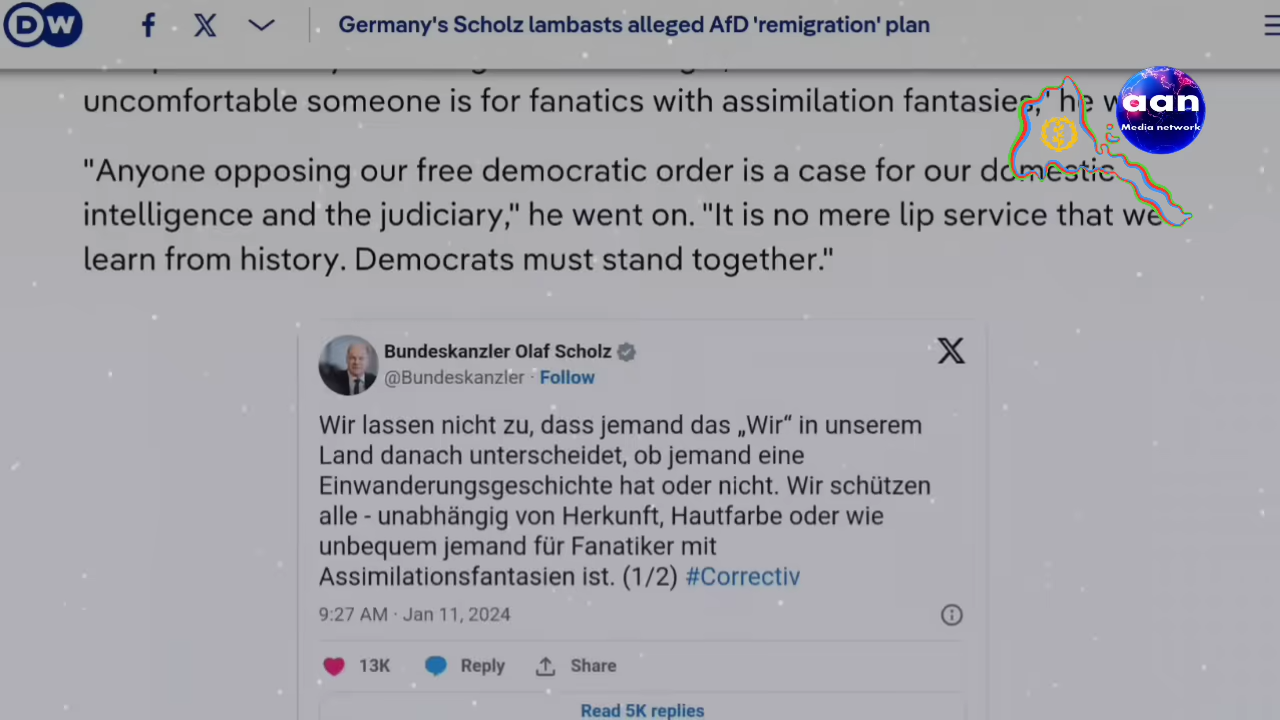 DW
Germany's Scholz lambasts alleged AfD 'remigration' plan
uncomfortable someone is for fanatics with assimilation fantasies," he w
aan
Media network
"Anyone opposing our free democratic order is a case for our domestic
intelligence and the judiciary," he went on. "It is no mere lip service that we
learn from history. Democrats must stand together."
Bundeskanzler Olaf Scholz
@Bundeskanzler · Follow
Wir lassen nicht zu, dass jemand das „Wir“ in unserem
Land danach unterscheidet, ob jemand eine
Einwanderungsgeschichte hat oder nicht. Wir schützen
alle - unabhängig von Herkunft, Hautfarbe oder wie
unbequem jemand für Fanatiker mit
Assimilationsfantasien ist. (1/2) #Correctiv
9:27 AM · Jan 11, 2024
13K Reply Share
Read 5K replies